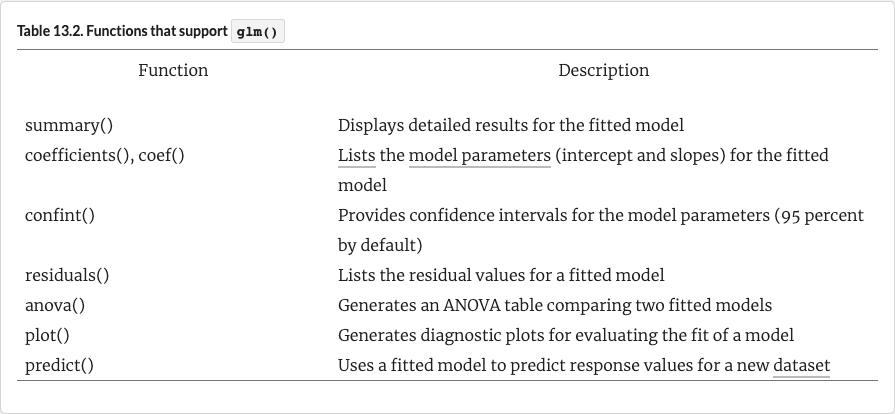 Table 13.2. Functions that support glm()
Function Description
summary() Displays detailed results for the fitted model
coefficients(), coef() Lists the model parameters (intercept and slopes) for the fitted
model
confint() Provides confidence intervals for the model parameters (95 percent
by default)
residuals() Lists the residual values for a fitted model
anova() Generates an ANOVA table comparing two fitted models
plot() Generates diagnostic plots for evaluating the fit of a model
predict() Uses a fitted model to predict response values for a new dataset